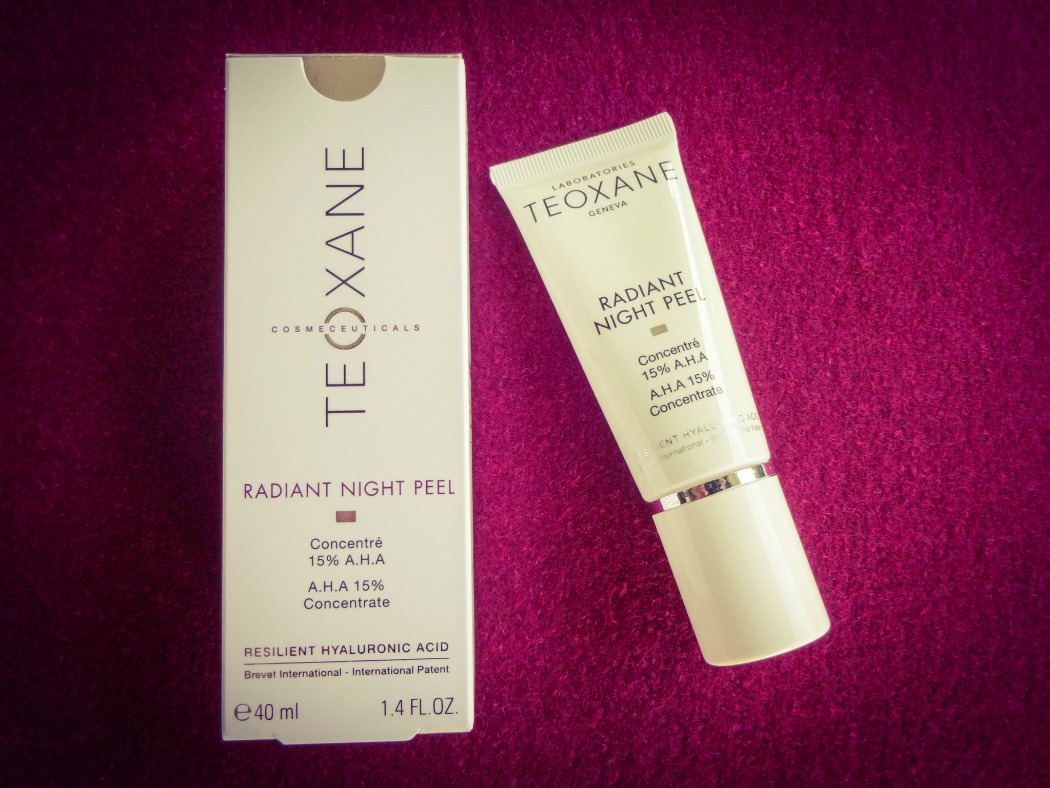 TEOXANE
COSMECEUTICALS
RADIANT NIGHT PEEL
Concentré
15% A.H.A
A.H.A 15%
Concentrate
RESILIENT HYALURONIC ACID
Brevet International - International Patent
℮40 ml 1.4 FL.OZ.
LABORATORIES
TEOXANE
GENEVA
RADIANT
NIGHT PEEL
Concentré
15% A.H.A
A.H.A 15%
Concentrate